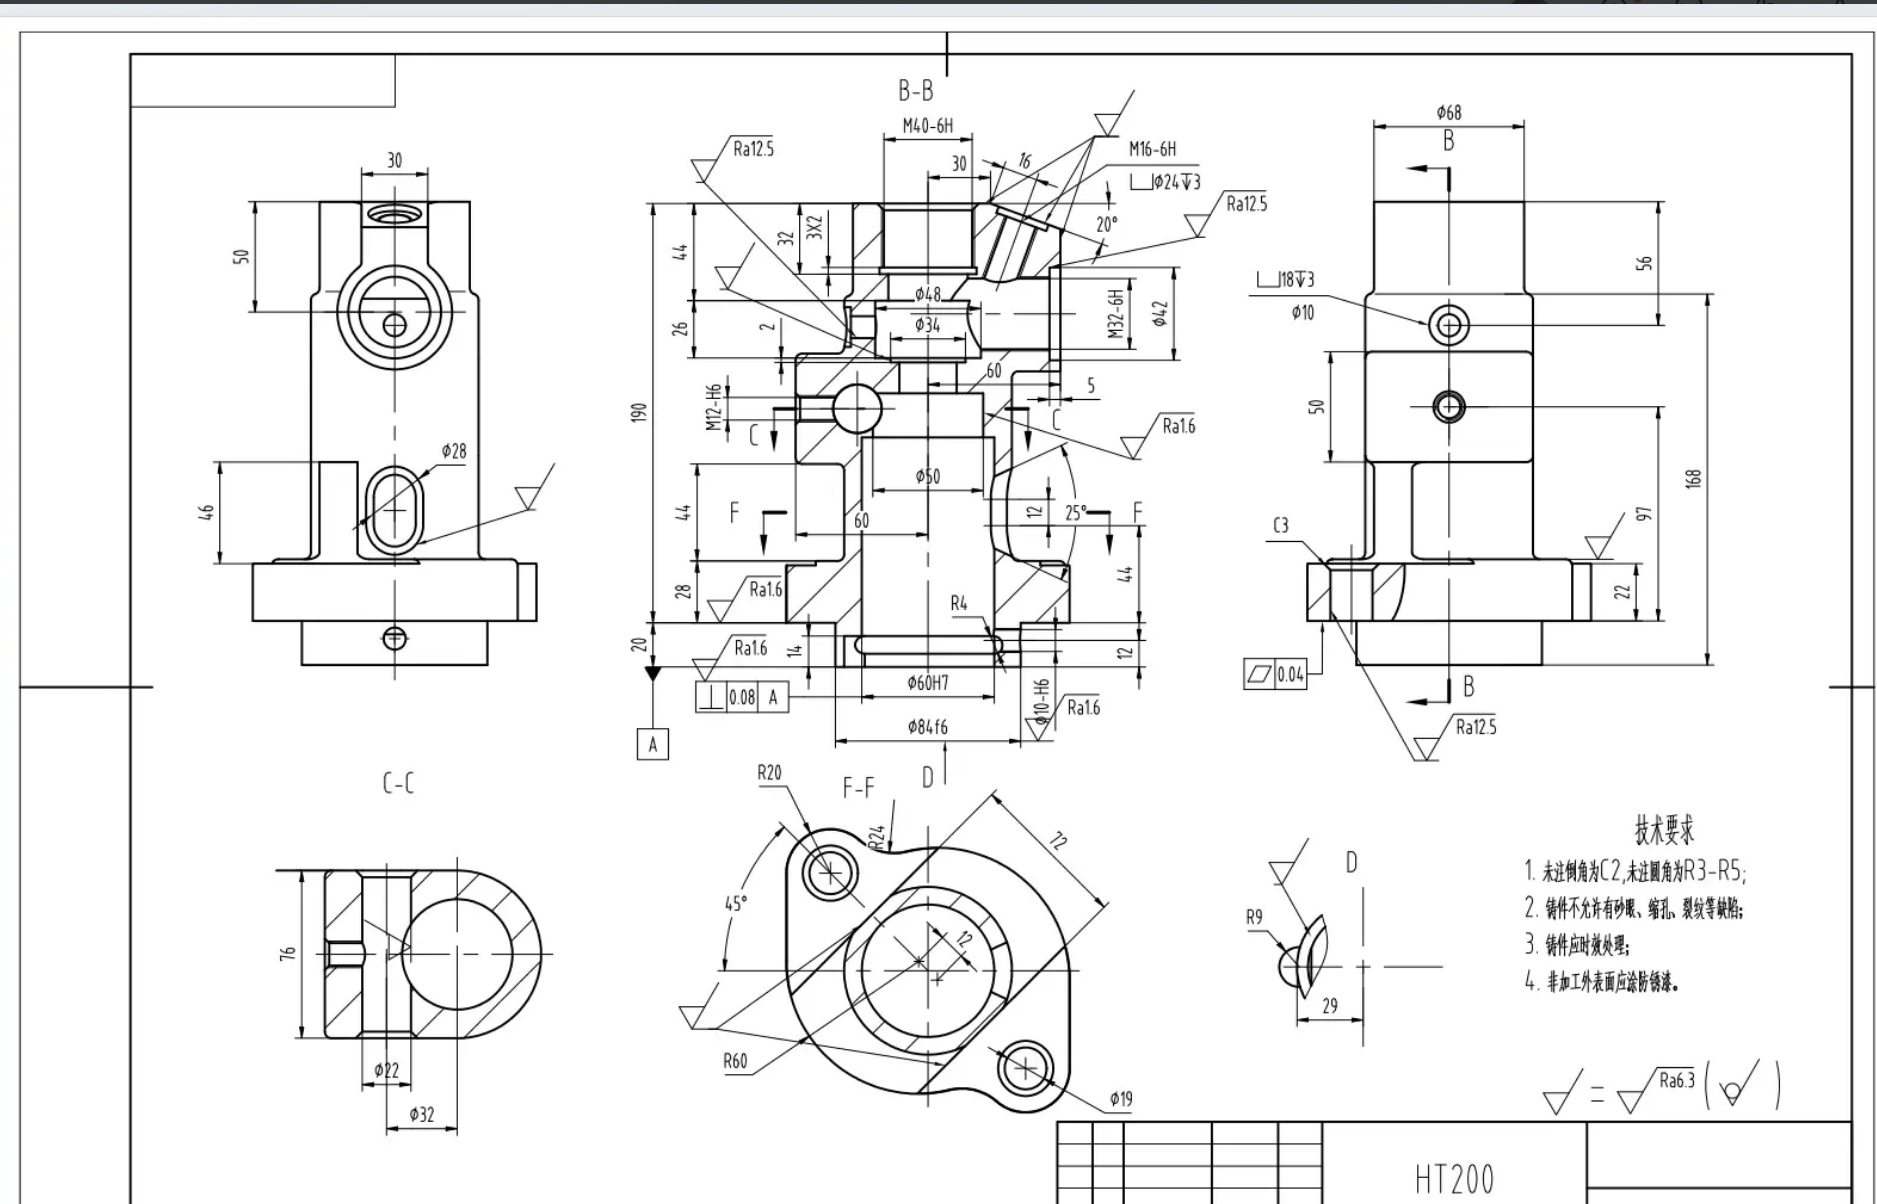 B-B
M40-6H
30
16
M16-6H
⌴φ24↧3
Ra12.5
Ra12.5
20°
190
44
32
3X2
φ48
φ34
26
2
M32-6H
φ42
60
5
M12-H6
C
C
Ra1.6
φ50
44
F
60
12
25°
F
28
Ra1.6
44
R4
20
Ra1.6
14
12
φ60H7
⊥ 0.08 A
φ10-H6
Ra1.6
φ84f6
A
D
30
50
φ28
46
φ68
B
⌴18↧3
φ10
56
50
168
97
C3
22
▱ 0.04
B
Ra12.5
C-C
76
φ22
φ32
F-F
R20
R24
72
45°
12
R60
φ19
D
R9
29
技术要求
1. 未注倒角为C2,未注圆角为R3-R5;
2. 铸件不允许有砂眼、缩孔、裂纹等缺陷;
3. 铸件应时效处理;
4. 非加工外表面应涂防锈漆。
= Ra6.3 ( )
HT200